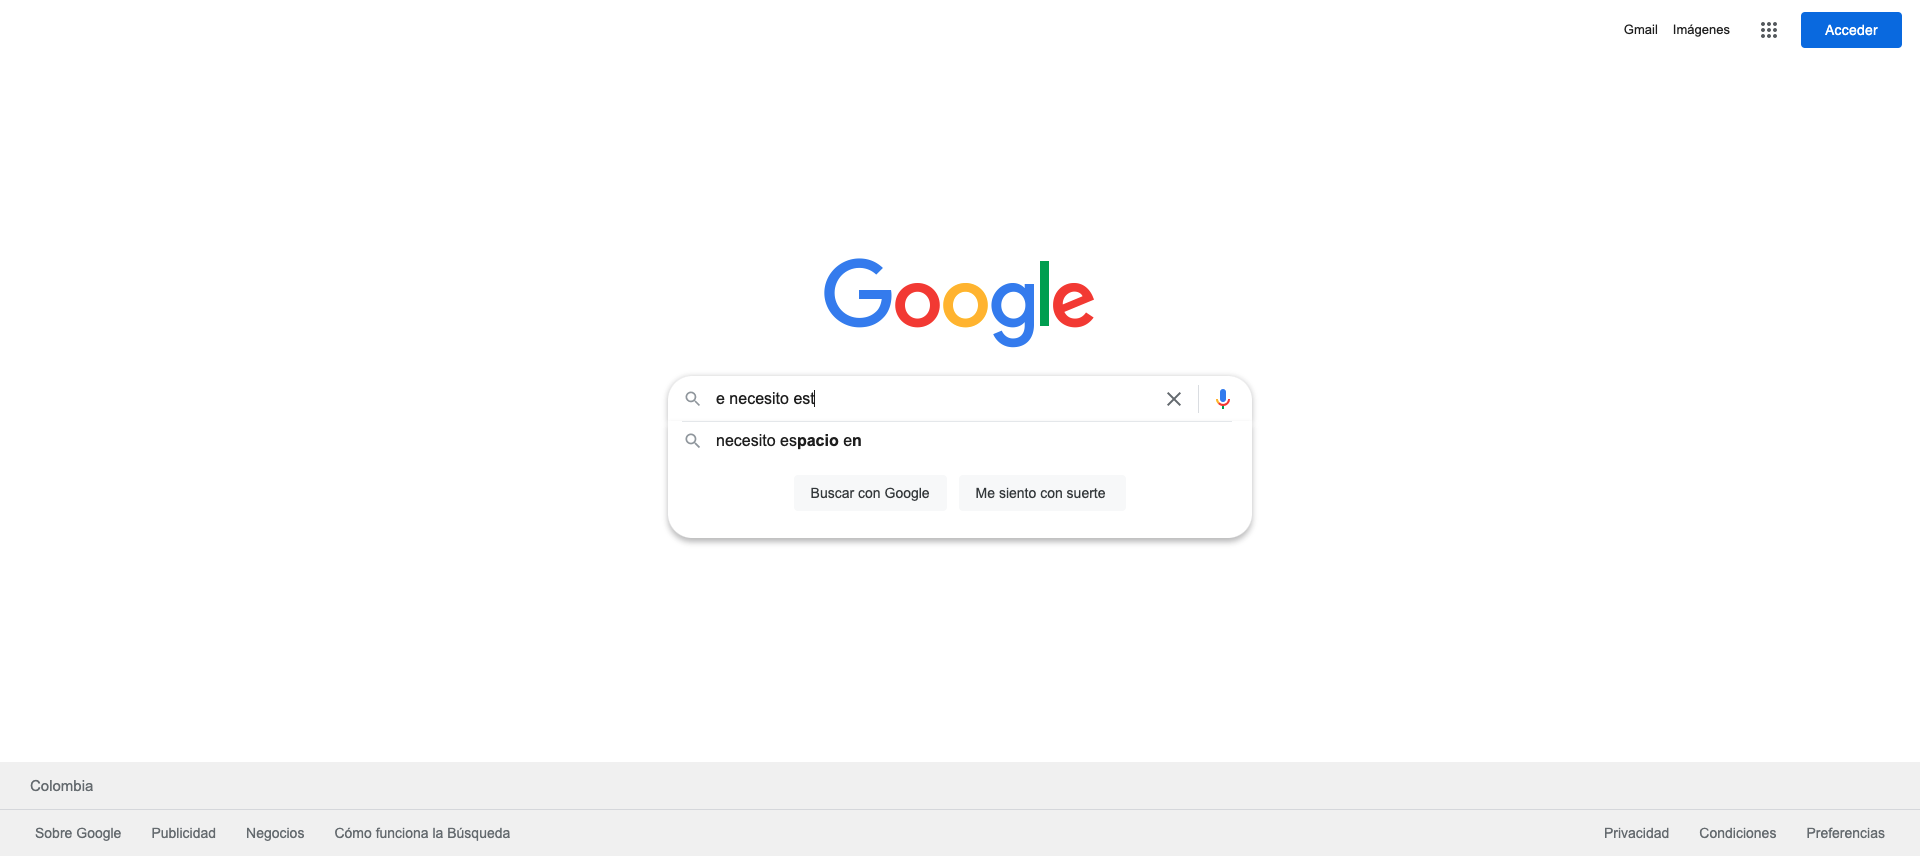 Gmail Imágenes Acceder
Google
e necesito est
necesito espacio en
Buscar con Google Me siento con suerte
Colombia
Sobre Google Publicidad Negocios Cómo funciona la Búsqueda Privacidad Condiciones Preferencias